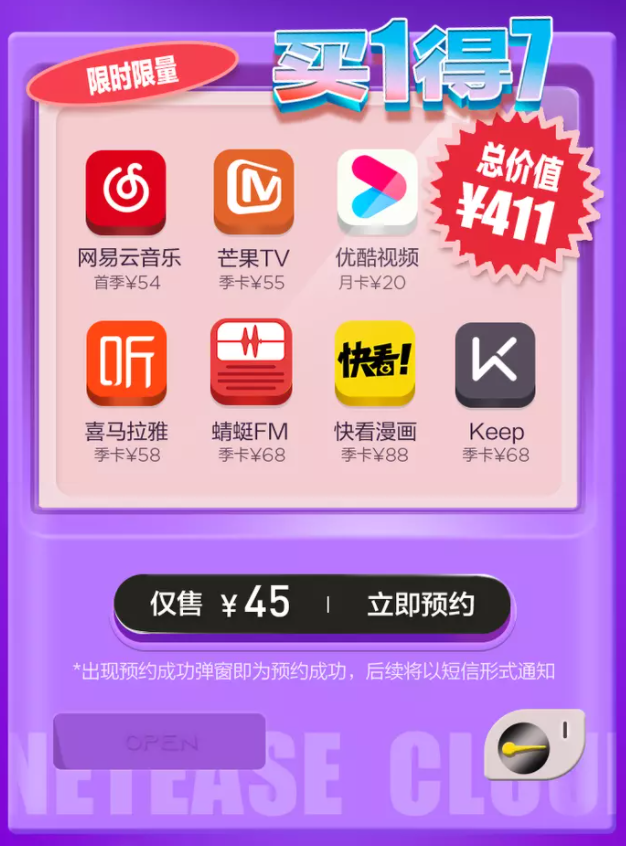 限时限量
买1得7
总价值
¥411
网易云音乐
首季¥54
芒果TV
季卡¥55
优酷视频
月卡¥20
听
喜马拉雅
季卡¥58
蜻蜓FM
季卡¥68
快看!
快看漫画
季卡¥88
Keep
季卡¥68
仅售 ¥45 | 立即预约
*出现预约成功弹窗即为预约成功，后续将以短信形式通知
OPEN
NETEASE CLOU